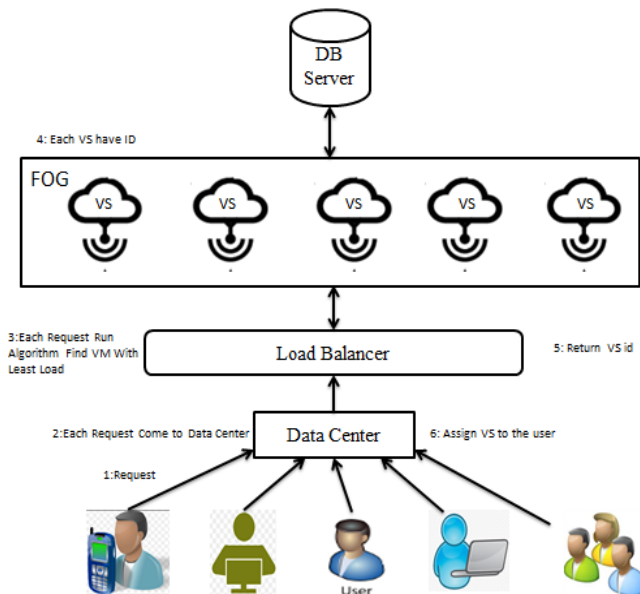 DB
Server
4: Each VS have ID
FOG
VS VS VS VS VS
3:Each Request Run
Algorithm Find VM With
Least Load
Load Balancer
5: Return VS id
2:Each Request Come to Data Center
Data Center
6: Assign VS to the user
1:Request
User